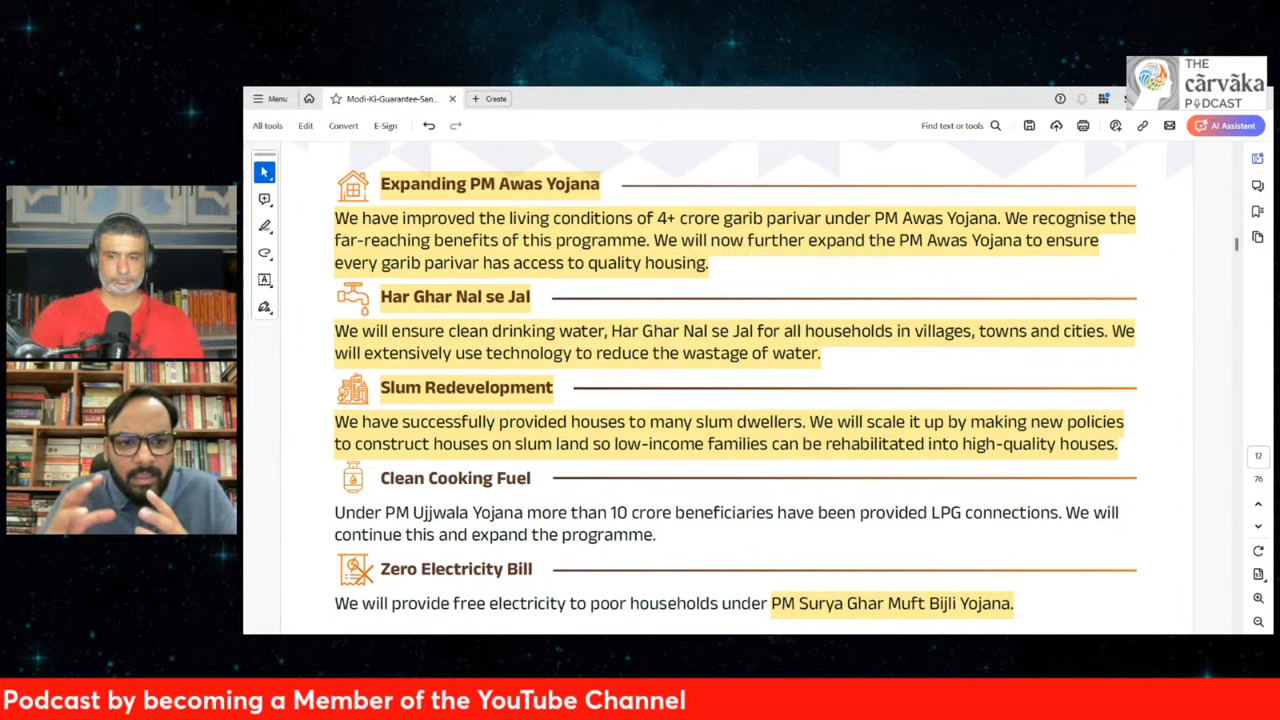 THE
cārvāka
PODCAST
Menu
Modi-Ki-Guarantee-San...
Create
All tools Edit Convert E-Sign
Find text or tools
AI Assistant
Expanding PM Awas Yojana
We have improved the living conditions of 4+ crore garib parivar under PM Awas Yojana. We recognise the
far-reaching benefits of this programme. We will now further expand the PM Awas Yojana to ensure
every garib parivar has access to quality housing.
Har Ghar Nal se Jal
We will ensure clean drinking water, Har Ghar Nal se Jal for all households in villages, towns and cities. We
will extensively use technology to reduce the wastage of water.
Slum Redevelopment
We have successfully provided houses to many slum dwellers. We will scale it up by making new policies
to construct houses on slum land so low-income families can be rehabilitated into high-quality houses.
Clean Cooking Fuel
Under PM Ujjwala Yojana more than 10 crore beneficiaries have been provided LPG connections. We will
continue this and expand the programme.
Zero Electricity Bill
We will provide free electricity to poor households under PM Surya Ghar Muft Bijli Yojana.
12
76
Podcast by becoming a Member of the YouTube Channel